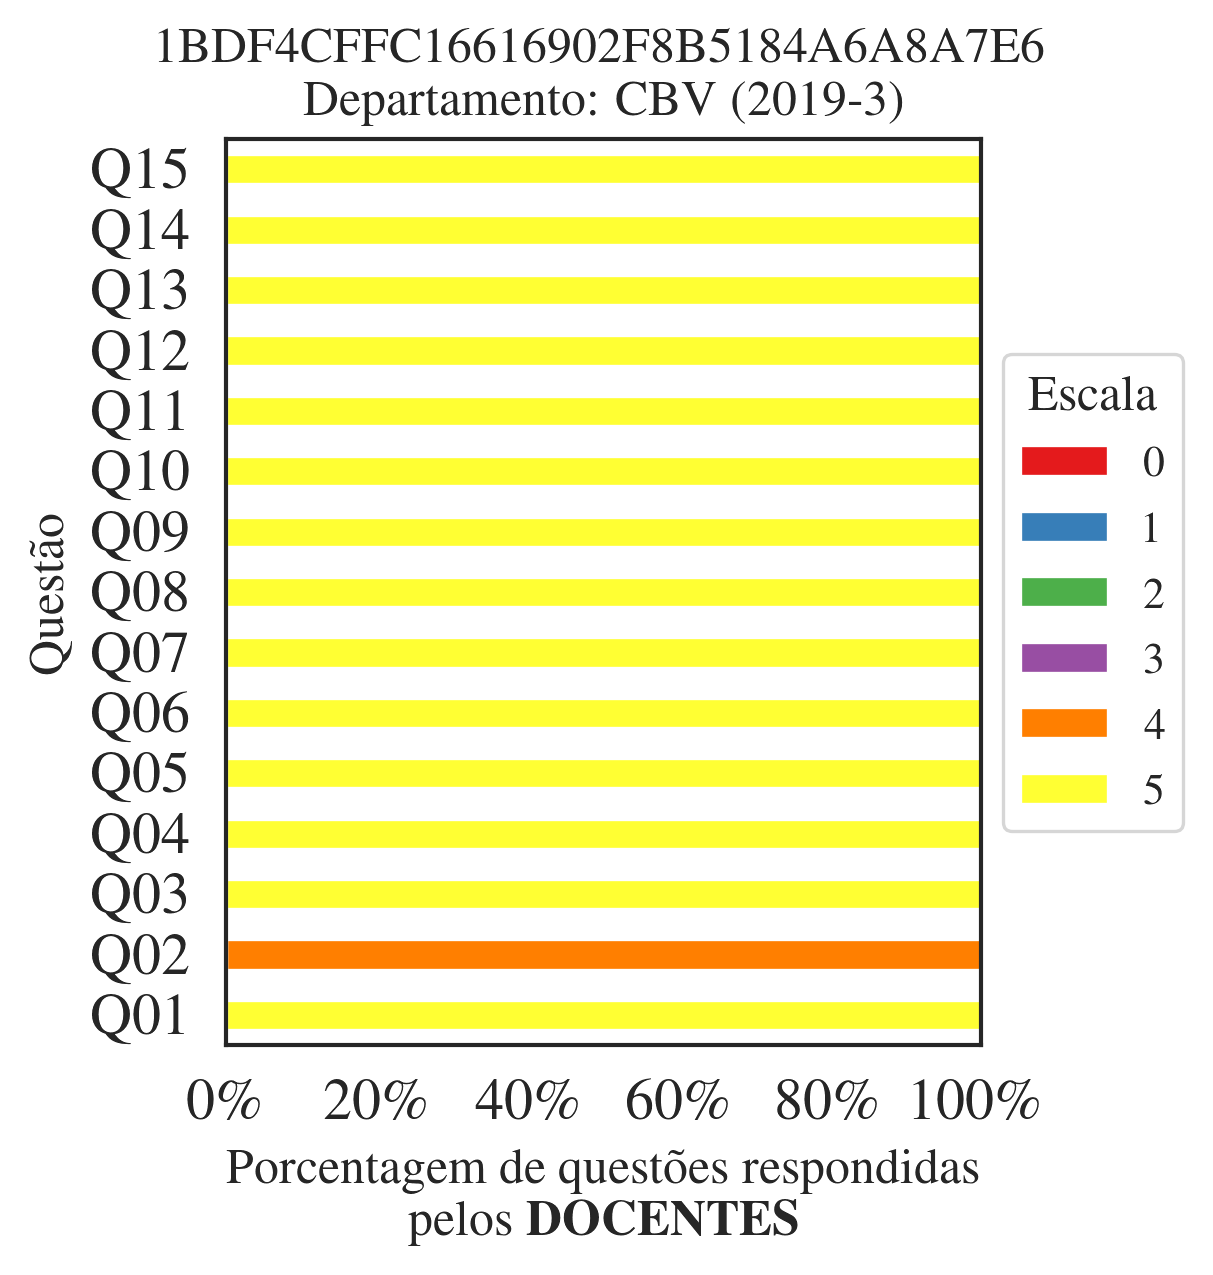 1BDF4CFFC16616902F8B5184A6A8A7E6
Departamento: CBV (2019-3)
Questão
Q15
Q14
Q13
Q12
Q11
Q10
Q09
Q08
Q07
Q06
Q05
Q04
Q03
Q02
Q01
0% 20% 40% 60% 80% 100%
Porcentagem de questões respondidas
pelos DOCENTES
Escala
0
1
2
3
4
5